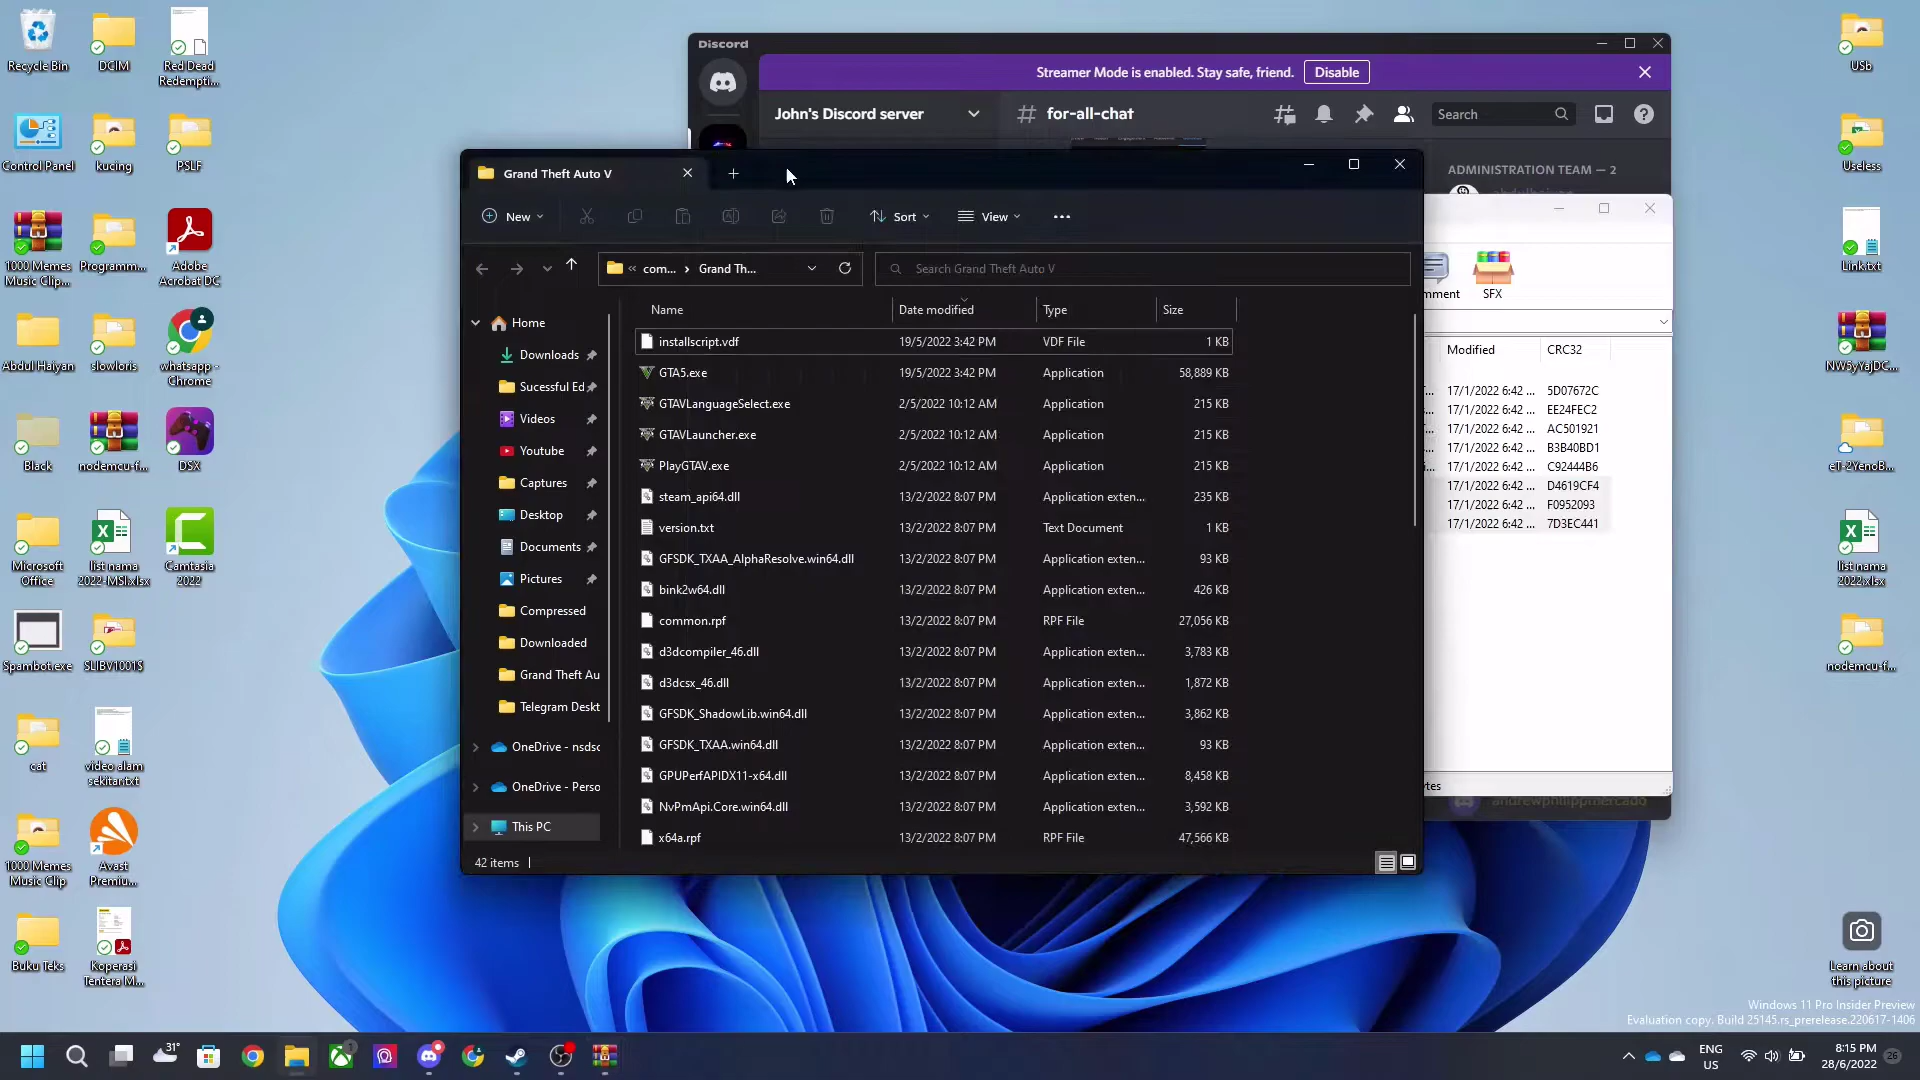 Recycle Bin
DCIM
Red Dead
Redempti...
Control Panel
kucing
PSLF
1000 Memes
Music Clip...
Programm...
Adobe
Acrobat DC
Abdul Haiyan
slowloris
whatsapp -
Chrome
Black
nodemcu-f...
DSX
Microsoft
Office
list nama
2022-MSI.xlsx
Camtasia
2022
Spambot.exe
SLIBV1001S
cat
video alam
sekitar.txt
1000 Memes
Music Clip
Avast
Premiu...
Buku Teks
Koperasi
Tentera M...
Discord
Streamer Mode is enabled. Stay safe, friend.
Disable
John's Discord server
for-all-chat
Search
ADMINISTRATION TEAM — 2
Grand Theft Auto V
New
Sort
View
com...
Grand Th...
Search Grand Theft Auto V
Name
Date modified
Type
Size
installscript.vdf 19/5/2022 3:42 PM VDF File 1 KB
GTA5.exe 19/5/2022 3:42 PM Application 58,889 KB
GTAVLanguageSelect.exe 2/5/2022 10:12 AM Application 215 KB
GTAVLauncher.exe 2/5/2022 10:12 AM Application 215 KB
PlayGTAV.exe 2/5/2022 10:12 AM Application 215 KB
steam_api64.dll 13/2/2022 8:07 PM Application exten... 235 KB
version.txt 13/2/2022 8:07 PM Text Document 1 KB
GFSDK_TXAA_AlphaResolve.win64.dll 13/2/2022 8:07 PM Application exten... 93 KB
bink2w64.dll 13/2/2022 8:07 PM Application exten... 426 KB
common.rpf 13/2/2022 8:07 PM RPF File 27,056 KB
d3dcompiler_46.dll 13/2/2022 8:07 PM Application exten... 3,783 KB
d3dcsx_46.dll 13/2/2022 8:07 PM Application exten... 1,872 KB
GFSDK_ShadowLib.win64.dll 13/2/2022 8:07 PM Application exten... 3,862 KB
GFSDK_TXAA.win64.dll 13/2/2022 8:07 PM Application exten... 93 KB
GPUPerfAPIDX11-x64.dll 13/2/2022 8:07 PM Application exten... 8,458 KB
NvPmApi.Core.win64.dll 13/2/2022 8:07 PM Application exten... 3,592 KB
x64a.rpf 13/2/2022 8:07 PM RPF File 47,566 KB
Home
Downloads
Sucessful Ed
Videos
Youtube
Captures
Desktop
Documents
Pictures
Compressed
Downloaded
Grand Theft Au
Telegram Deskt
OneDrive - nsdsc
OneDrive - Perso
This PC
42 items
mment
SFX
Modified
CRC32
17/1/2022 6:42 ... 5D07672C
17/1/2022 6:42 ... EE24FEC2
17/1/2022 6:42 ... AC501921
17/1/2022 6:42 ... B3B40BD1
17/1/2022 6:42 ... C92444B6
17/1/2022 6:42 ... D4619CF4
17/1/2022 6:42 ... F0952093
17/1/2022 6:42 ... 7D3EC441
ytes
andrewphilippmercado
USb
Useless
Link.txt
NW5yYajDC...
eT-2YenoB...
list nama
2022.xlsx
nodemcu-f...
Learn about
this picture
Windows 11 Pro Insider Preview
Evaluation copy. Build 25145.rs_prerelease.220617-1406
31°
1
ENG
US
8:15 PM
28/6/2022
26